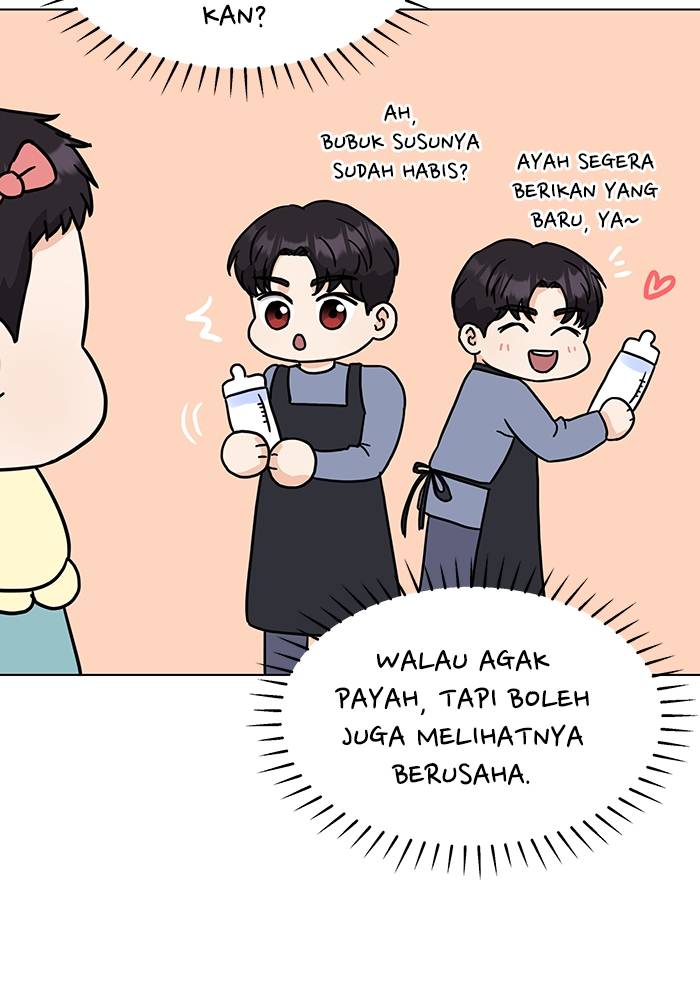 KAN?
AH,
BUBUK SUSUNYA
SUDAH HABIS?
AYAH SEGERA
BERIKAN YANG
BARU, YA~
WALAU AGAK
PAYAH, TAPI BOLEH
JUGA MELIHATNYA
BERUSAHA.